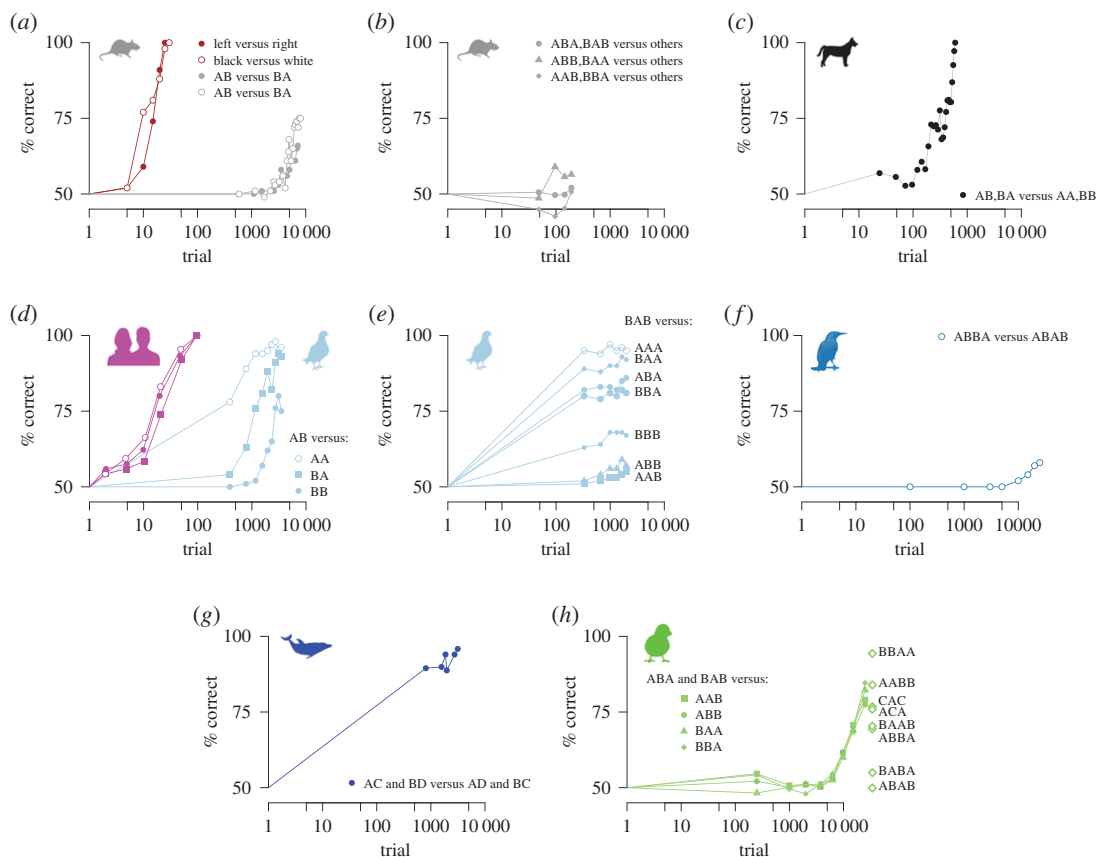 (a)
100
75
50
% correct
left versus right
black versus white
AB versus BA
AB versus BA
1 10 100 1000 10 000
trial
(b)
100
75
50
% correct
ABA,BAB versus others
ABB,BAA versus others
AAB,BBA versus others
1 10 100 1000 10 000
trial
(c)
100
75
50
% correct
AB,BA versus AA,BB
1 10 100 1000 10 000
trial
(d)
100
75
50
% correct
AB versus:
AA
BA
BB
1 10 100 1000 10 000
trial
(e)
100
75
50
% correct
BAB versus:
AAA
BAA
ABA
BBA
BBB
ABB
AAB
1 10 100 1000 10 000
trial
(f)
100
75
50
% correct
ABBA versus ABAB
1 10 100 1000 10 000
trial
(g)
100
75
50
% correct
AC and BD versus AD and BC
1 10 100 1000 10 000
trial
(h)
100
75
50
% correct
ABA and BAB versus:
AAB
ABB
BAA
BBA
BBAA
AABB
CAC
ACA
BAAB
ABBA
BABA
ABAB
1 10 100 1000 10 000
trial